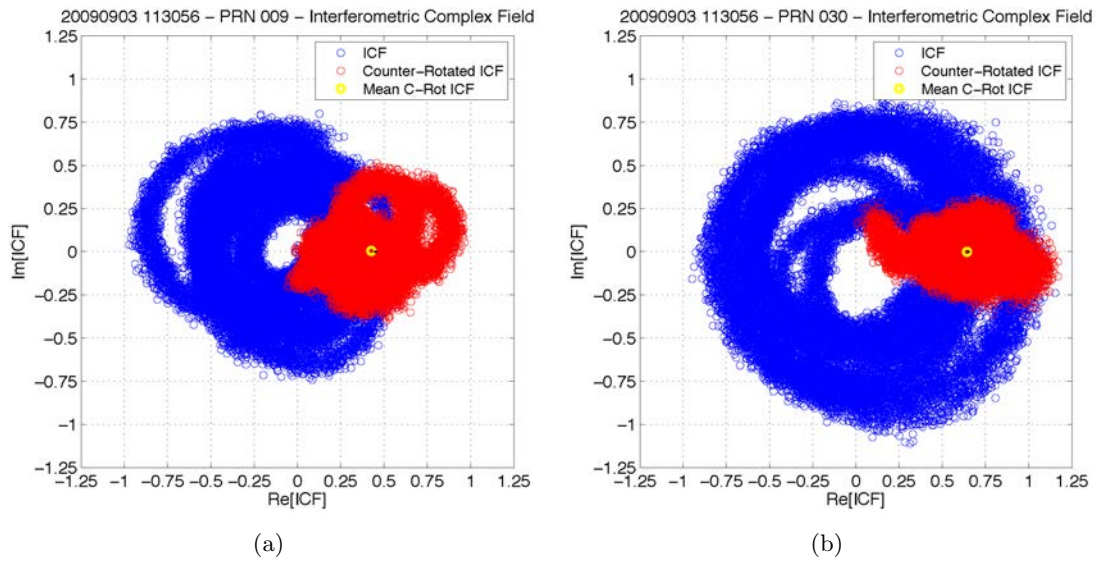 20090903 113056 – PRN 009 – Interferometric Complex Field
1.25
1
0.75
0.5
0.25
0
−0.25
−0.5
−0.75
−1
−1.25
Im[ICF]
ICF
Counter−Rotated ICF
Mean C−Rot ICF
−1.25 −1 −0.75 −0.5 −0.25 0 0.25 0.5 0.75 1 1.25
Re[ICF]
(a)
20090903 113056 – PRN 030 – Interferometric Complex Field
1.25
1
0.75
0.5
0.25
0
−0.25
−0.5
−0.75
−1
−1.25
Im[ICF]
ICF
Counter−Rotated ICF
Mean C−Rot ICF
−1.25 −1 −0.75 −0.5 −0.25 0 0.25 0.5 0.75 1 1.25
Re[ICF]
(b)